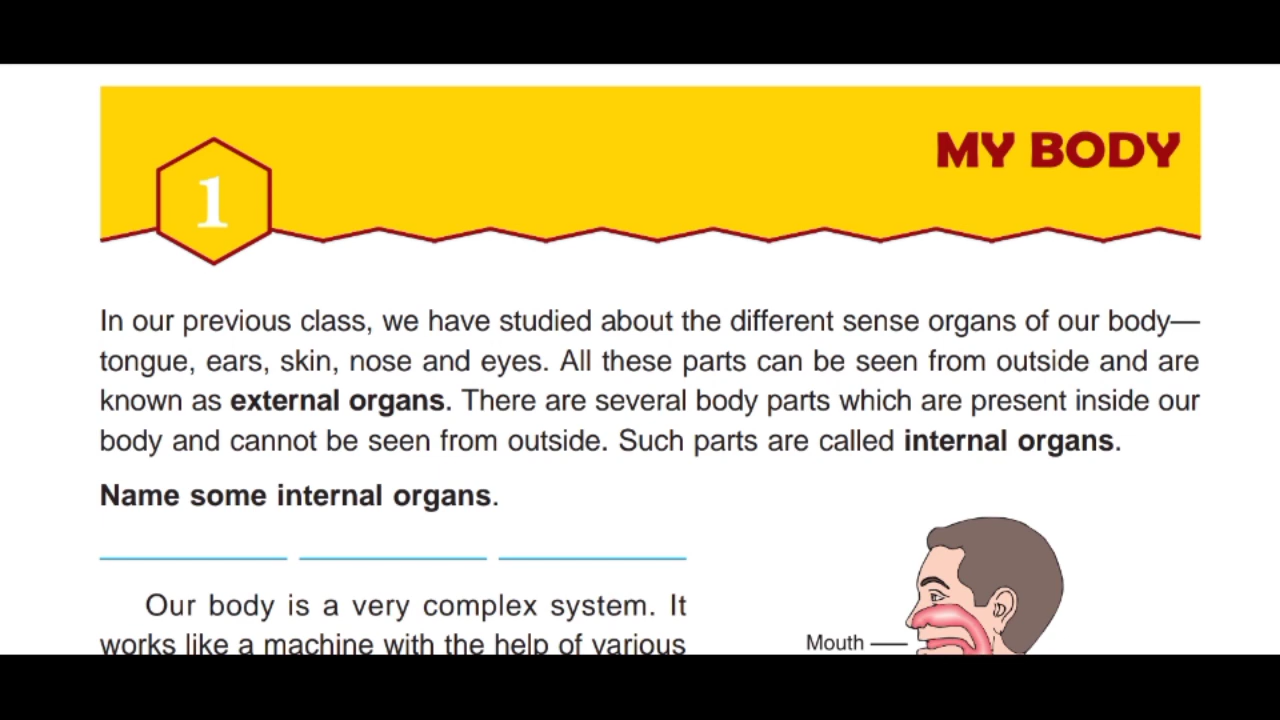 MY BODY
1
In our previous class, we have studied about the different sense organs of our body—
tongue, ears, skin, nose and eyes. All these parts can be seen from outside and are
known as external organs. There are several body parts which are present inside our
body and cannot be seen from outside. Such parts are called internal organs.
Name some internal organs.
Our body is a very complex system. It
works like a machine with the help of various
Mouth